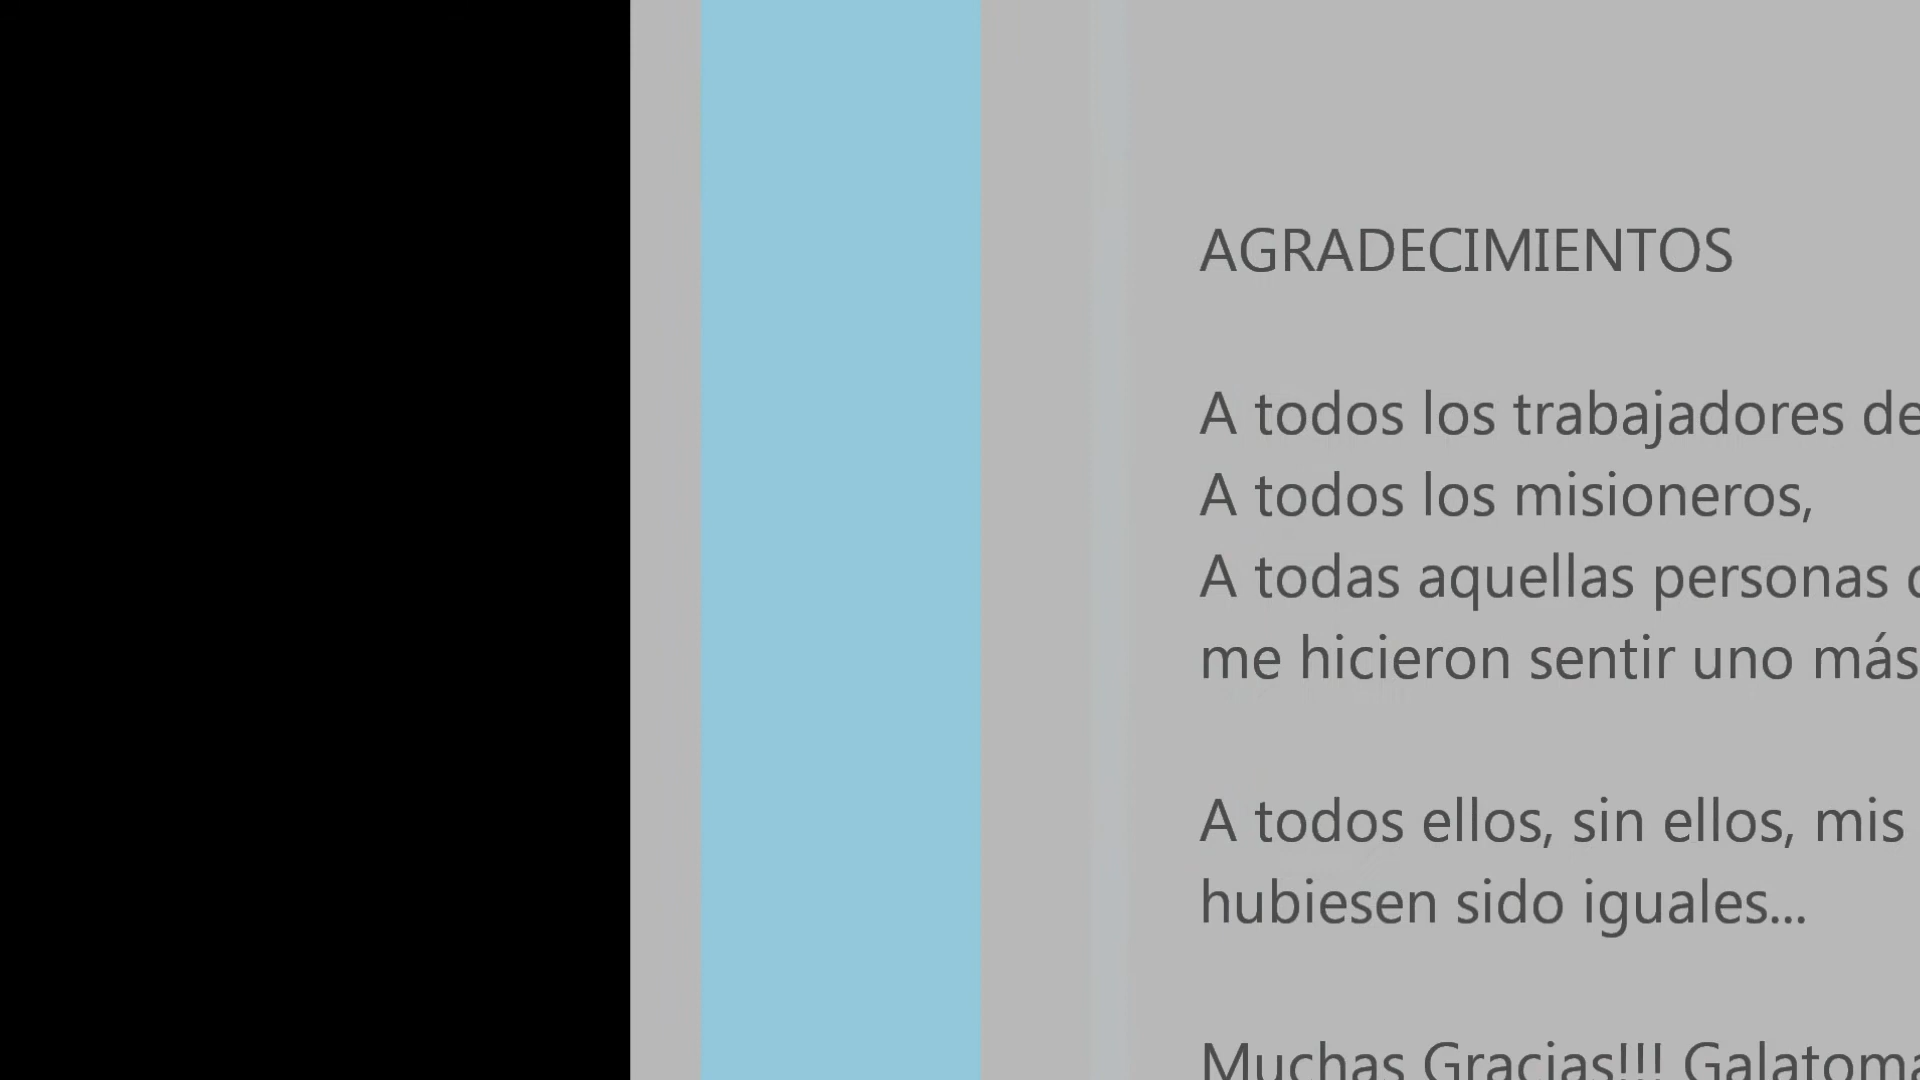 AGRADECIMIENTOS
A todos los trabajadores de
A todos los misioneros,
A todas aquellas personas
me hicieron sentir uno más
A todos ellos, sin ellos, mis
hubiesen sido iguales...
Muchas Gracias!!!